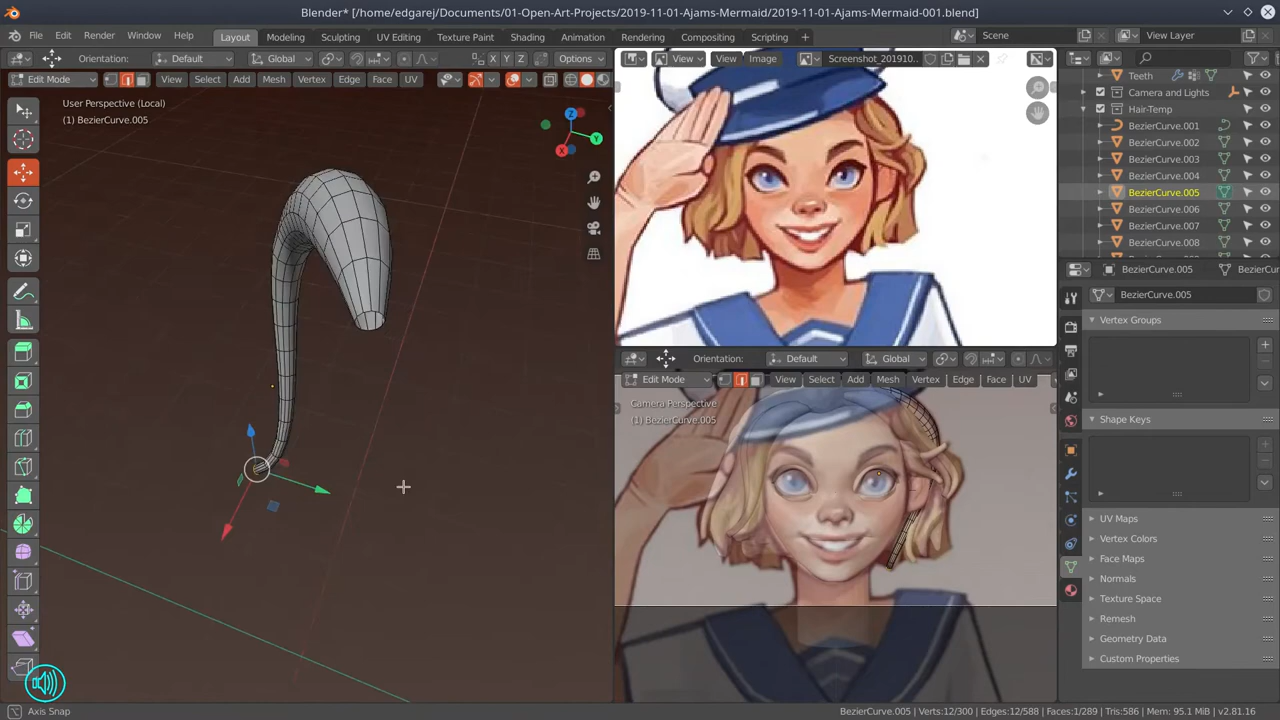 Blender* [/home/edgarej/Documents/01-Open-Art-Projects/2019-11-01-Ajams-Mermaid/2019-11-01-Ajams-Mermaid-001.blend]
File Edit Render Window Help Layout Modeling Sculpting UV Editing Texture Paint Shading Animation Rendering Compositing Scripting + Scene View Layer
Orientation: Default Global X Y Z Options
Edit Mode View Select Add Mesh Vertex Edge Face UV
User Perspective (Local)
(1) BezierCurve.005
Z
Y
X
View View Image Screenshot_201910..
Orientation: Default Global
Edit Mode View Select Add Mesh Vertex Edge Face UV
Camera Perspective
(1) BezierCurve.005
Teeth
Camera and Lights
Hair-Temp
BezierCurve.001
BezierCurve.002
BezierCurve.003
BezierCurve.004
BezierCurve.005
BezierCurve.006
BezierCurve.007
BezierCurve.008
BezierCurve.005 BezierCur
BezierCurve.005
Vertex Groups
Shape Keys
UV Maps
Vertex Colors
Face Maps
Normals
Texture Space
Remesh
Geometry Data
Custom Properties
Axis Snap
BezierCurve.005 | Verts:12/300 | Edges:12/588 | Faces:1/289 | Tris:586 | Mem: 95.1 MiB | v2.81.16